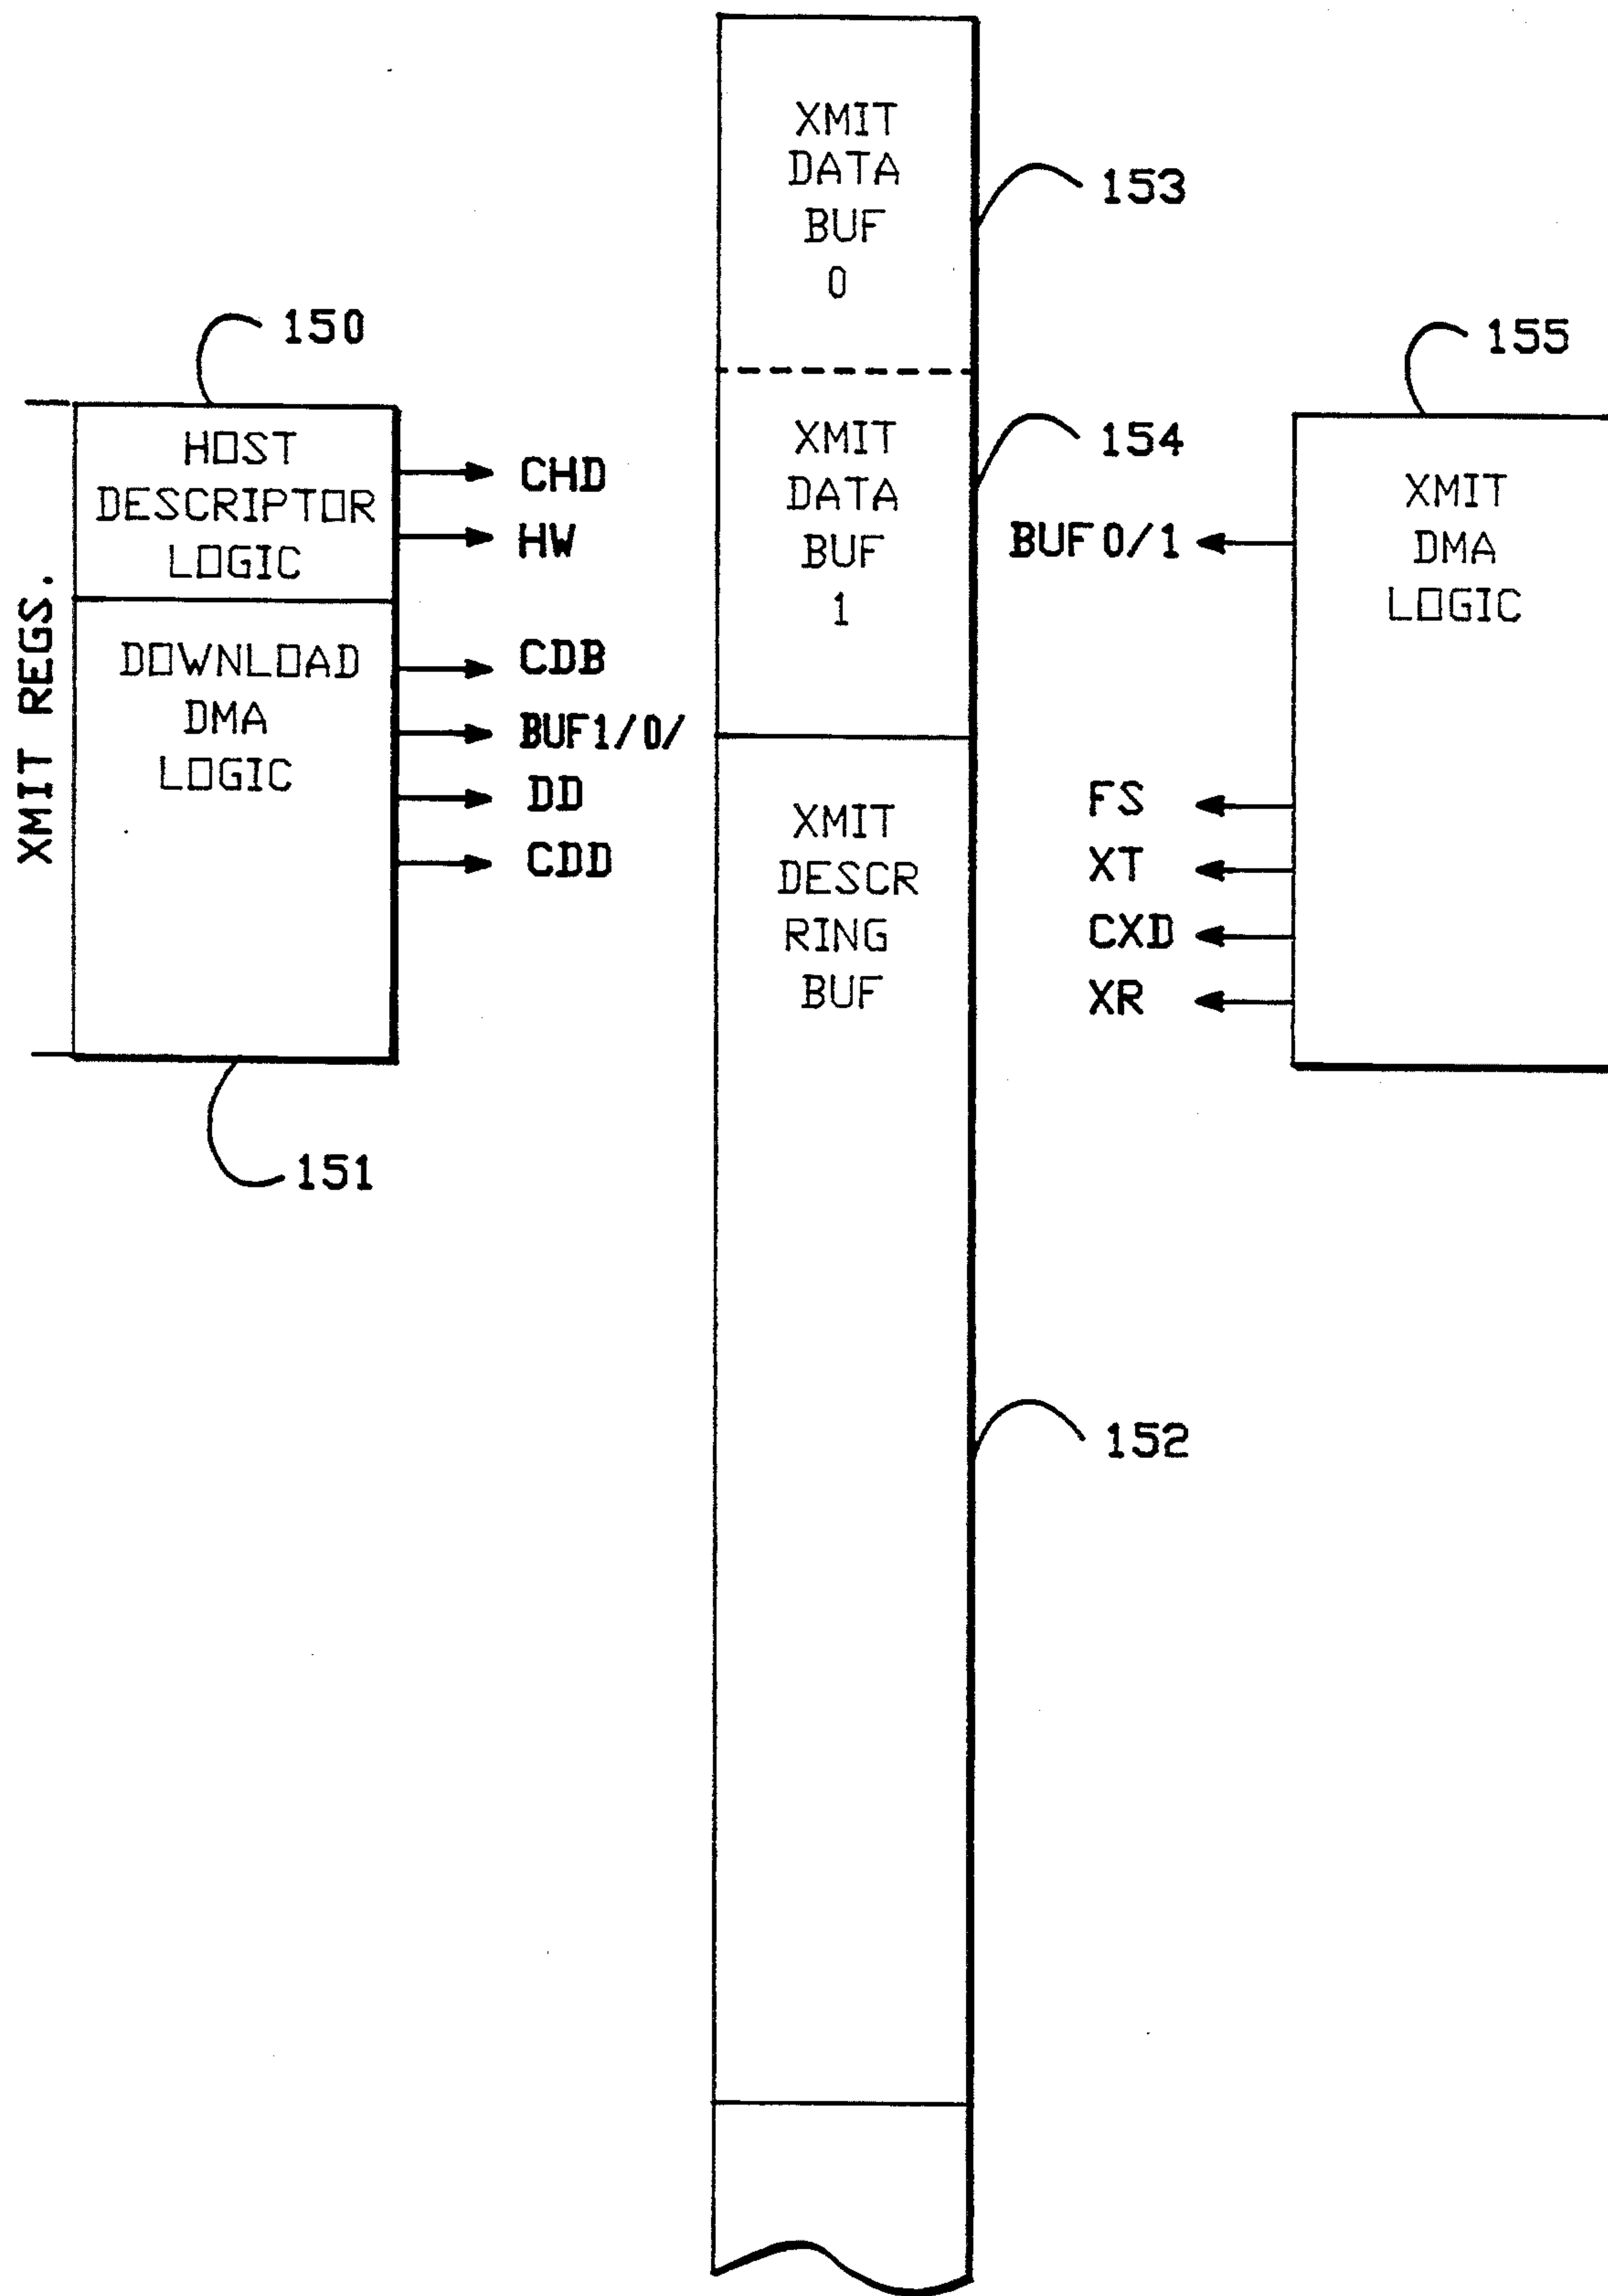 XMIT REGS.
150
HOST
DESCRIPTOR
LOGIC
DOWNLOAD
DMA
LOGIC
151
CHD
HW
CDB
BUF1/0/
DD
CDD
XMIT
DATA
BUF
0
153
XMIT
DATA
BUF
1
154
XMIT
DESCR
RING
BUF
152
155
XMIT
DMA
LOGIC
BUF0/1
FS
XT
CXD
XR